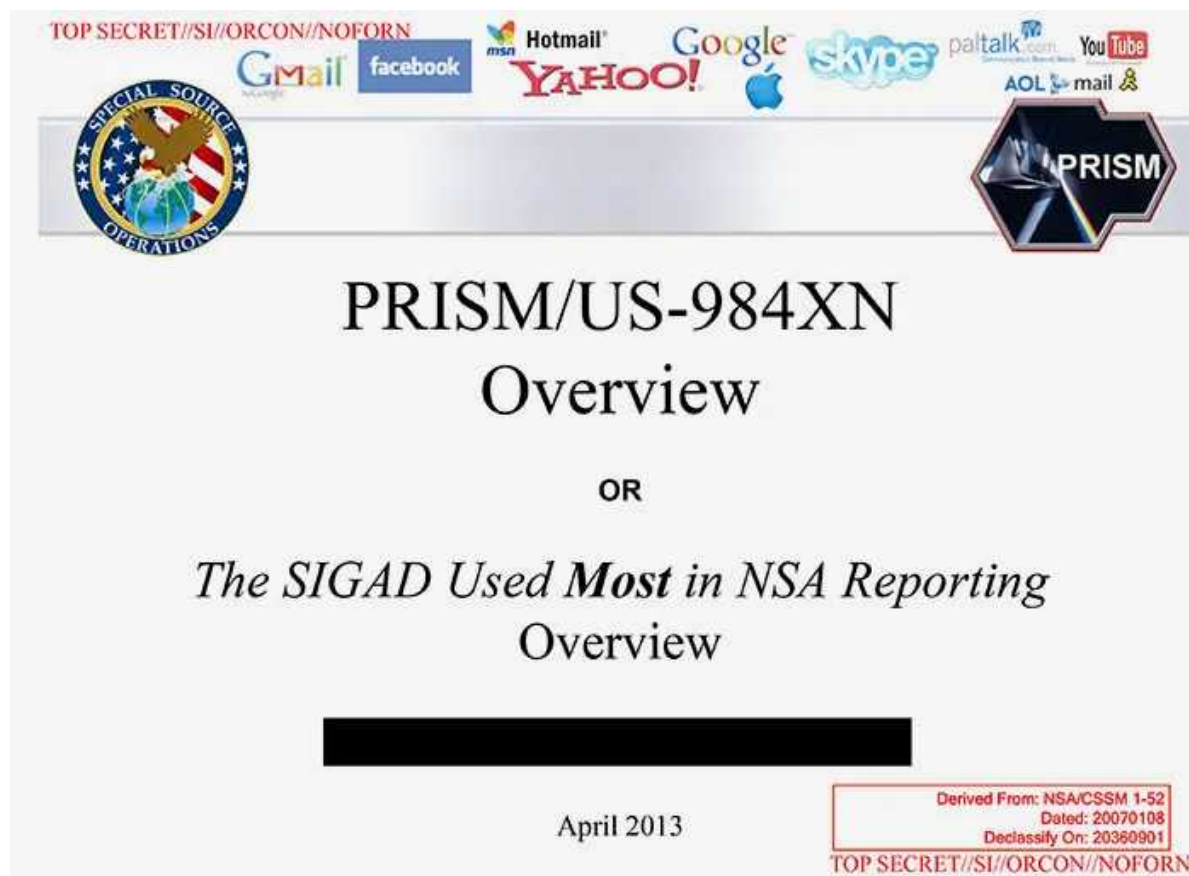 TOP SECRET//SI//ORCON//NOFORN
Gmail
facebook
msn Hotmail
YAHOO!
Google
skype
paltalk.com
You Tube
AOL mail
SPECIAL SOURCE OPERATIONS
PRISM
PRISM/US-984XN
Overview
OR
The SIGAD Used Most in NSA Reporting
Overview
April 2013
Derived From: NSA/CSSM 1-52
Dated: 20070108
Declassify On: 20360901
TOP SECRET//SI//ORCON//NOFORN